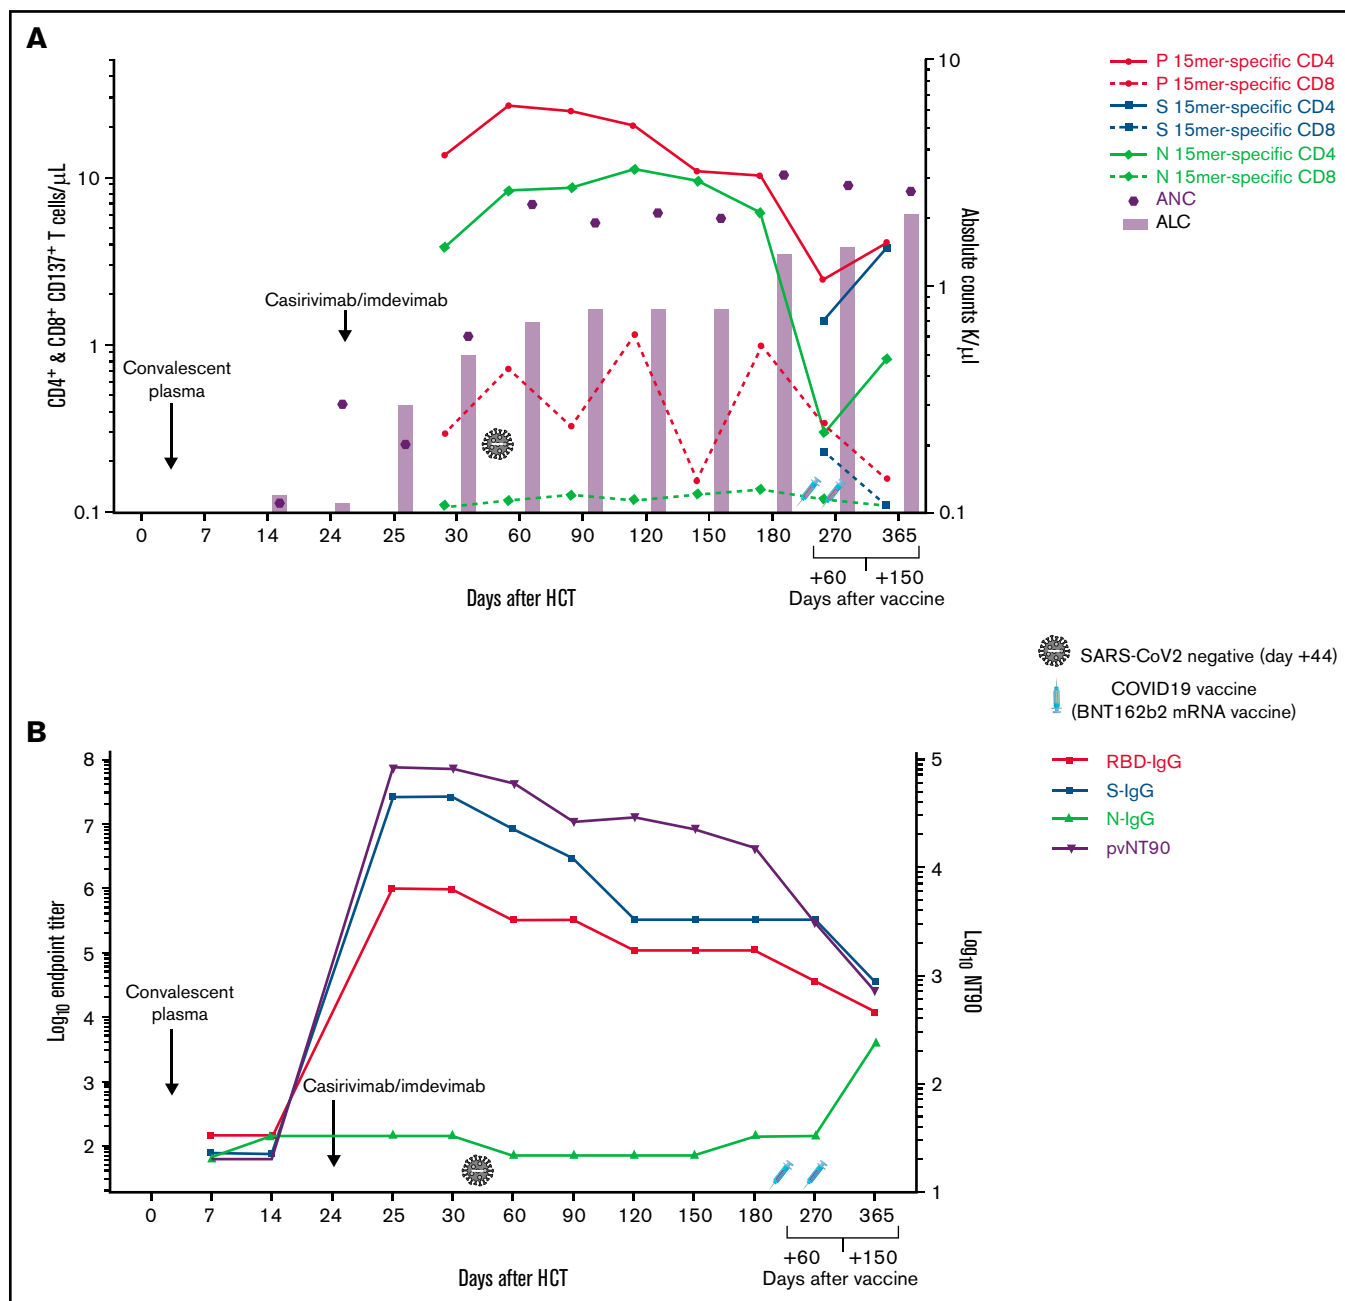 A
P 15mer-specific CD4
P 15mer-specific CD8
S 15mer-specific CD4
S 15mer-specific CD8
N 15mer-specific CD4
N 15mer-specific CD8
ANC
ALC
CD4⁺ & CD8⁺ CD137⁺ T cells/μL
10
1
0.1
Absolute counts K/μl
10
1
0.1
Convalescent
plasma
Casirivimab/imdevimab
0 7 14 24 25 30 60 90 120 150 180 270 365
+60 +150
Days after HCT
Days after vaccine
SARS-CoV2 negative (day +44)
COVID19 vaccine
(BNT162b2 mRNA vaccine)
B
RBD-IgG
S-IgG
N-IgG
pvNT90
Log₁₀ endpoint titer
8
7
6
5
4
3
2
Log₁₀ NT90
5
4
3
2
1
Convalescent
plasma
Casirivimab/imdevimab
0 7 14 24 25 30 60 90 120 150 180 270 365
+60 +150
Days after HCT
Days after vaccine